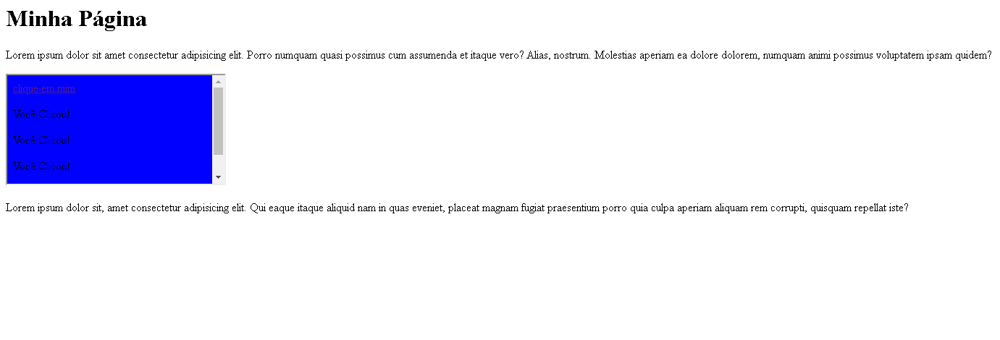 Minha Página
Lorem ipsum dolor sit amet consectetur adipisicing elit. Porro numquam quasi possimus cum assumenda et itaque vero? Alias, nostrum. Molestias aperiam ea dolore dolorem, numquam animi possimus voluptatem ipsam quidem?
clique em mim
Voce Clicou!
Voce Clicou!
Voce Clicou!
Lorem ipsum dolor sit, amet consectetur adipisicing elit. Qui eaque itaque aliquid nam in quas eveniet, placeat magnam fugiat praesentium porro quia culpa aperiam aliquam rem corrupti, quisquam repellat iste?